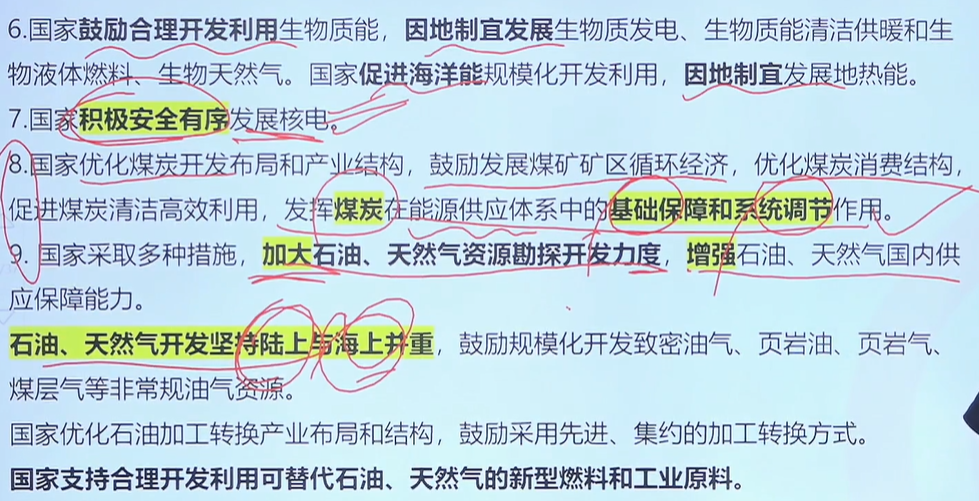 6.国家鼓励合理开发利用生物质能，因地制宜发展生物质发电、生物质能清洁供暖和生
物液体燃料、生物天然气。国家促进海洋能规模化开发利用，因地制宜发展地热能。
7.国家积极安全有序发展核电。
8.国家优化煤炭开发布局和产业结构，鼓励发展煤矿矿区循环经济，优化煤炭消费结构，
促进煤炭清洁高效利用，发挥煤炭在能源供应体系中的基础保障和系统调节作用。
9. 国家采取多种措施，加大石油、天然气资源勘探开发力度，增强石油、天然气国内供
应保障能力。
石油、天然气开发坚持陆上与海上并重，鼓励规模化开发致密油气、页岩油、页岩气、
煤层气等非常规油气资源。
国家优化石油加工转换产业布局和结构，鼓励采用先进、集约的加工转换方式。
国家支持合理开发利用可替代石油、天然气的新型燃料和工业原料。